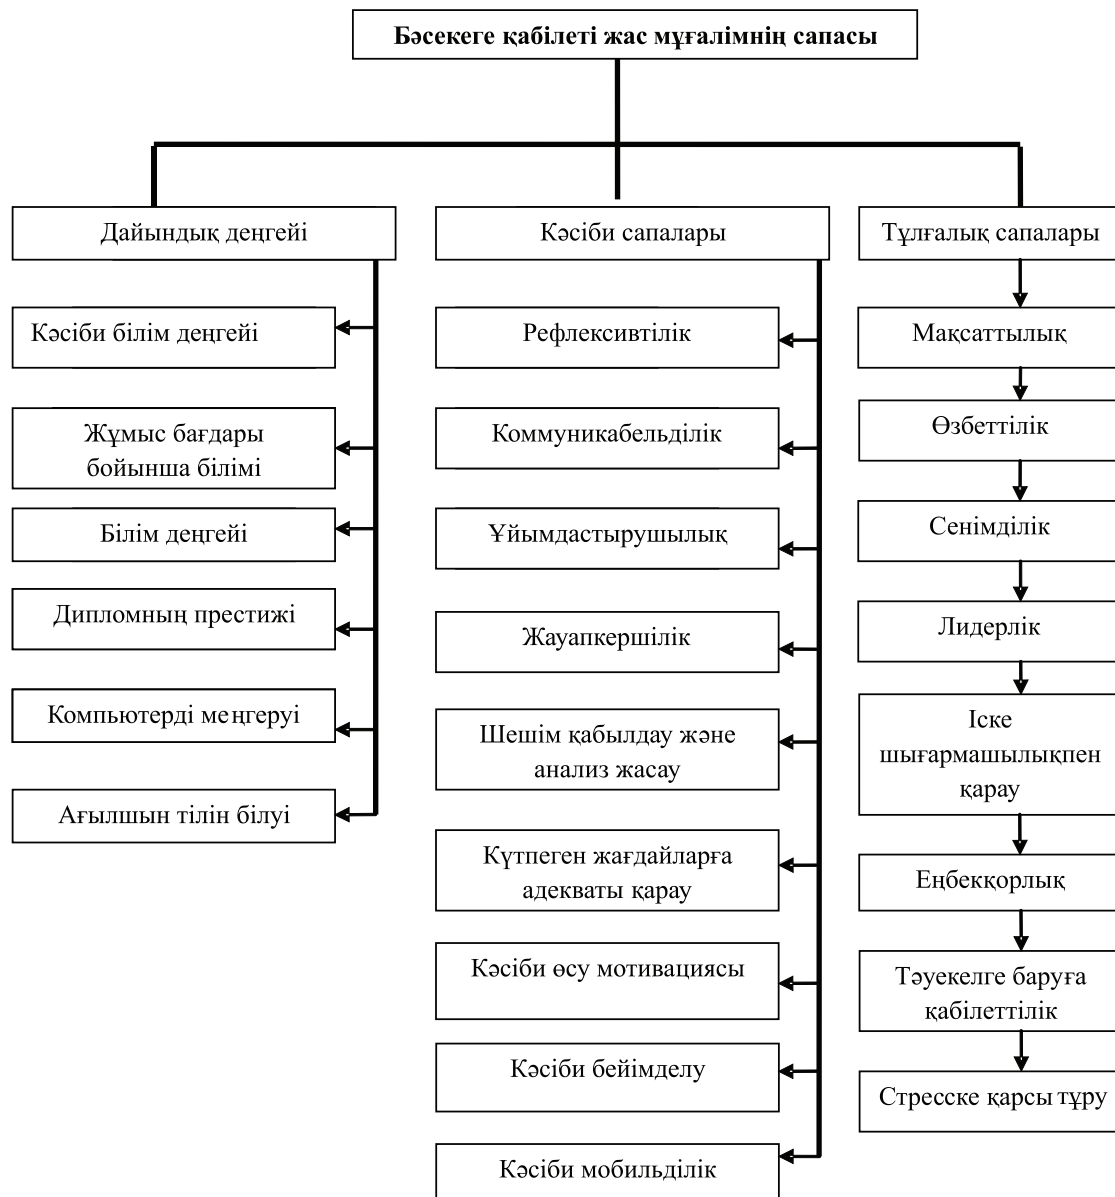 Бәсекеге қабілеті жас мұғалімнің сапасы
Дайындық деңгейі
Кәсіби білім деңгейі
Жұмыс бағдары
бойынша білімі
Білім деңгейі
Дипломның престижі
Компьютерді меңгеруі
Ағылшын тілін білуі
Кәсіби сапалары
Рефлексивтілік
Коммуникабельділік
Ұйымдастырушылық
Жауапкершілік
Шешім қабылдау және
анализ жасау
Күтпеген жағдайларға
адекваты қарау
Кәсіби өсу мотивациясы
Кәсіби бейімделу
Кәсіби мобильділік
Тұлғалық сапалары
Мақсаттылық
Өзбеттілік
Сенімділік
Лидерлік
Іске
шығармашылықпен
қарау
Еңбекқорлық
Тәуекелге баруға
қабілеттілік
Стресске қарсы тұру